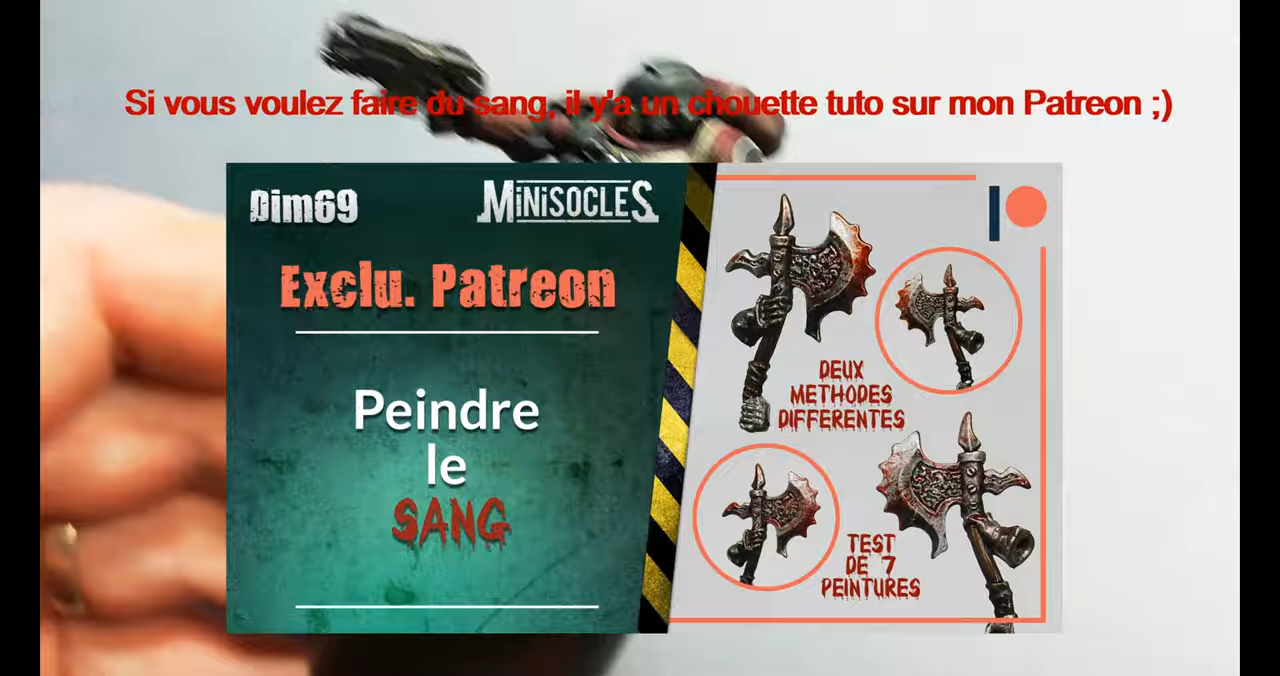 Si vous voulez faire du sang, il y'a un chouette tuto sur mon Patreon ;)
Dim69
MINISOCLES
Exclu. Patreon
Peindre
le
SANG
DEUX
METHODES
DIFFERENTES
TEST
DE 7
PEINTURES